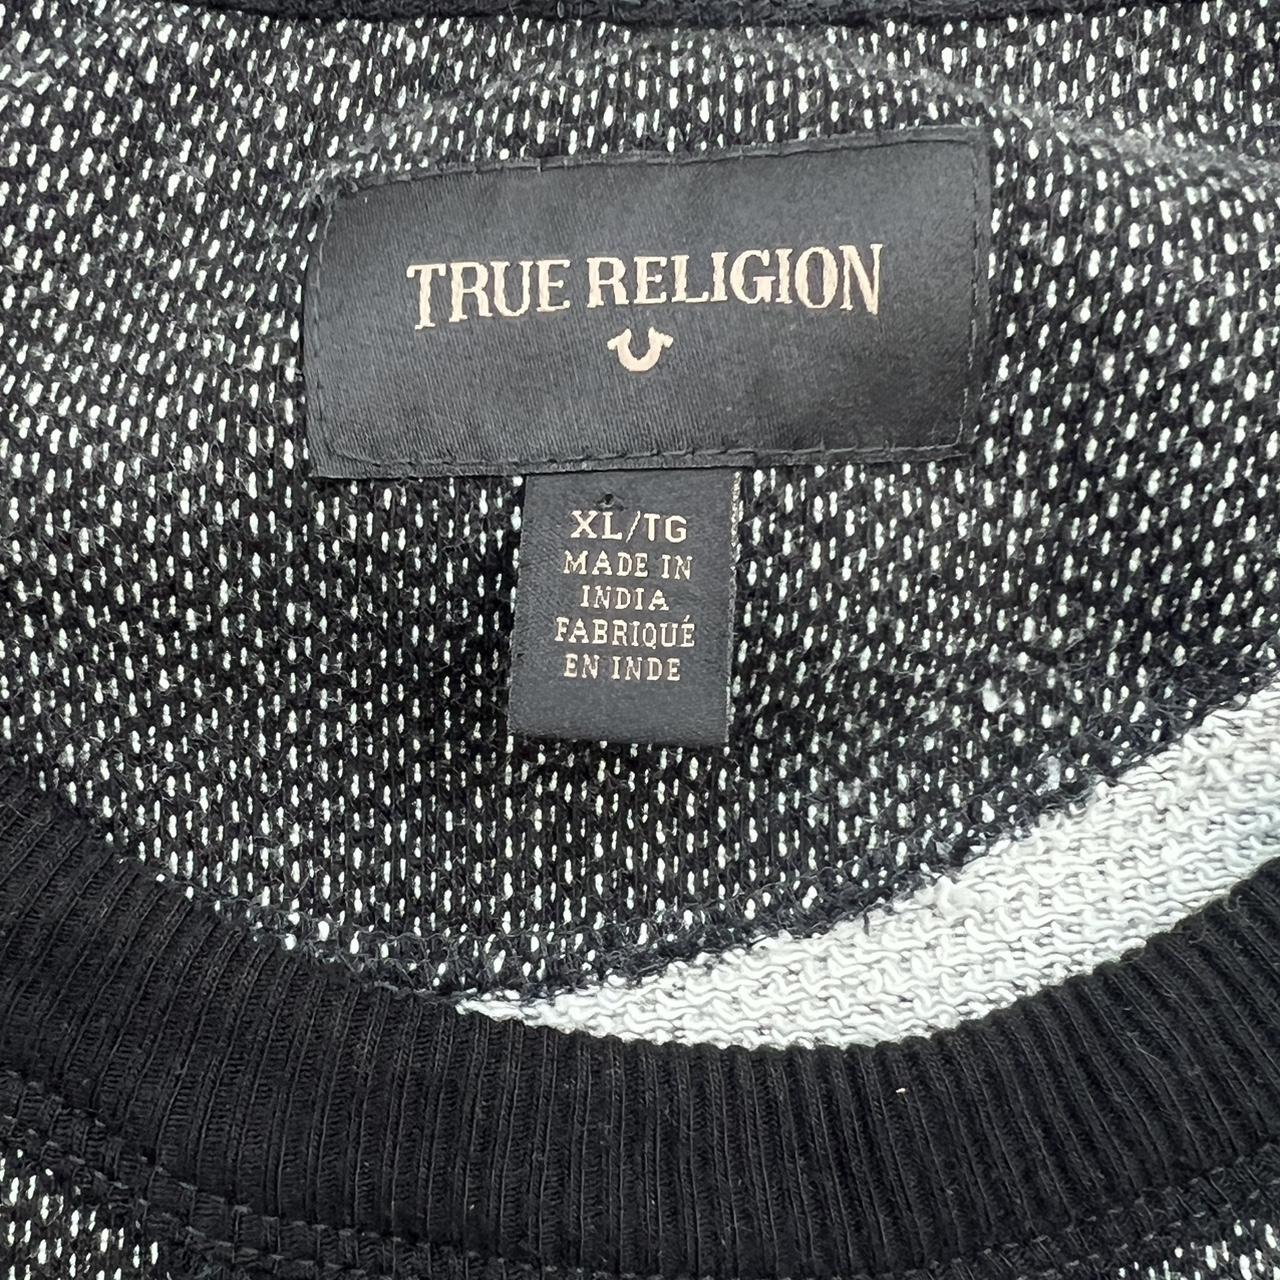 TRUE RELIGION
XL/TG
MADE IN
INDIA
FABRIQUÉ
EN INDE